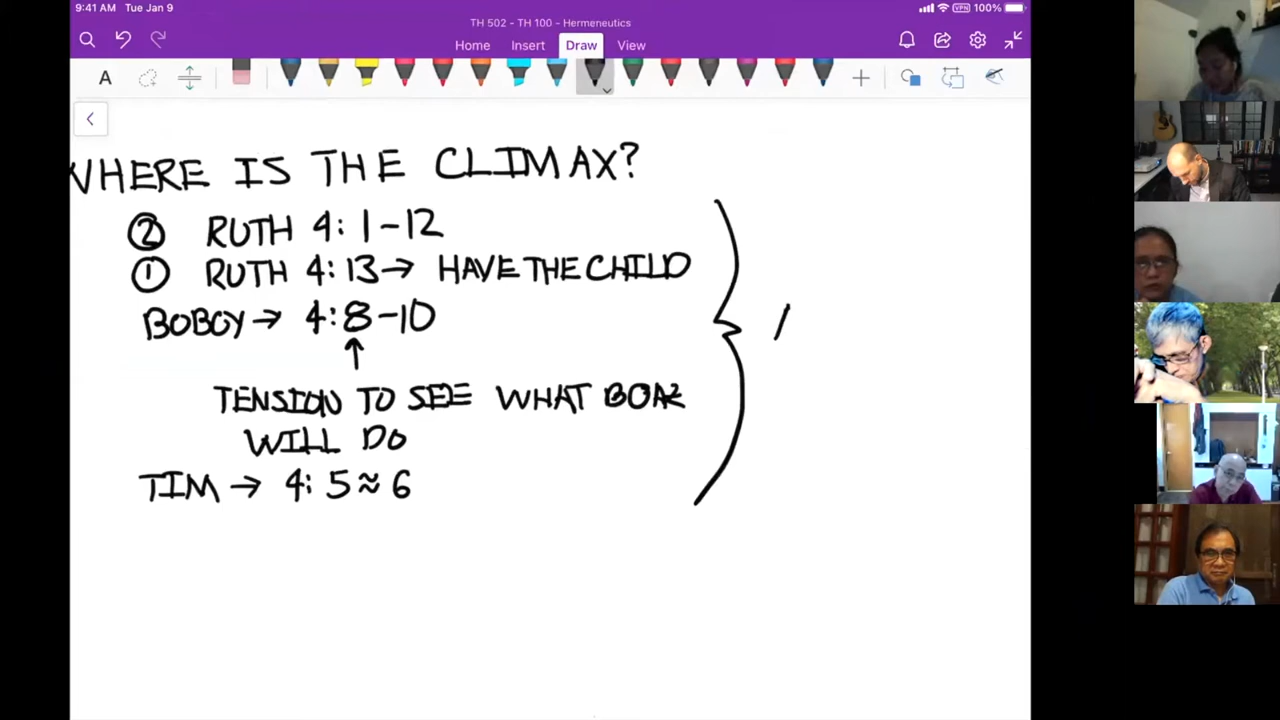 9:41 AM Tue Jan 9
VPN 100%
TH 502 - TH 100 - Hermeneutics
Home Insert Draw View
A
WHERE IS THE CLIMAX?
② RUTH 4: 1-12
① RUTH 4: 13→ HAVE THE CHILD
BOBOY→ 4:8-10
↑
TENSION TO SEE WHAT BOAZ
WILL DO
TIM → 4: 5≈6